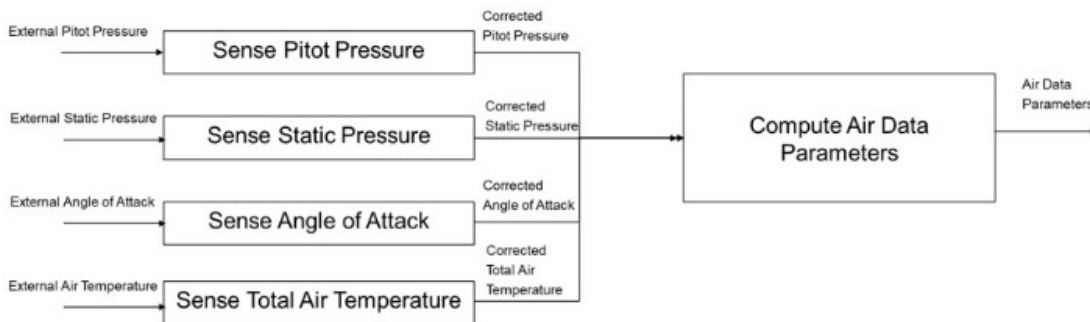 External Pitot Pressure
Sense Pitot Pressure
Corrected
Pitot Pressure
External Static Pressure
Sense Static Pressure
Corrected
Static Pressure
External Angle of Attack
Sense Angle of Attack
Corrected
Angle of Attack
External Air Temperature
Sense Total Air Temperature
Corrected
Total Air
Temperature
Compute Air Data
Parameters
Air Data
Parameters